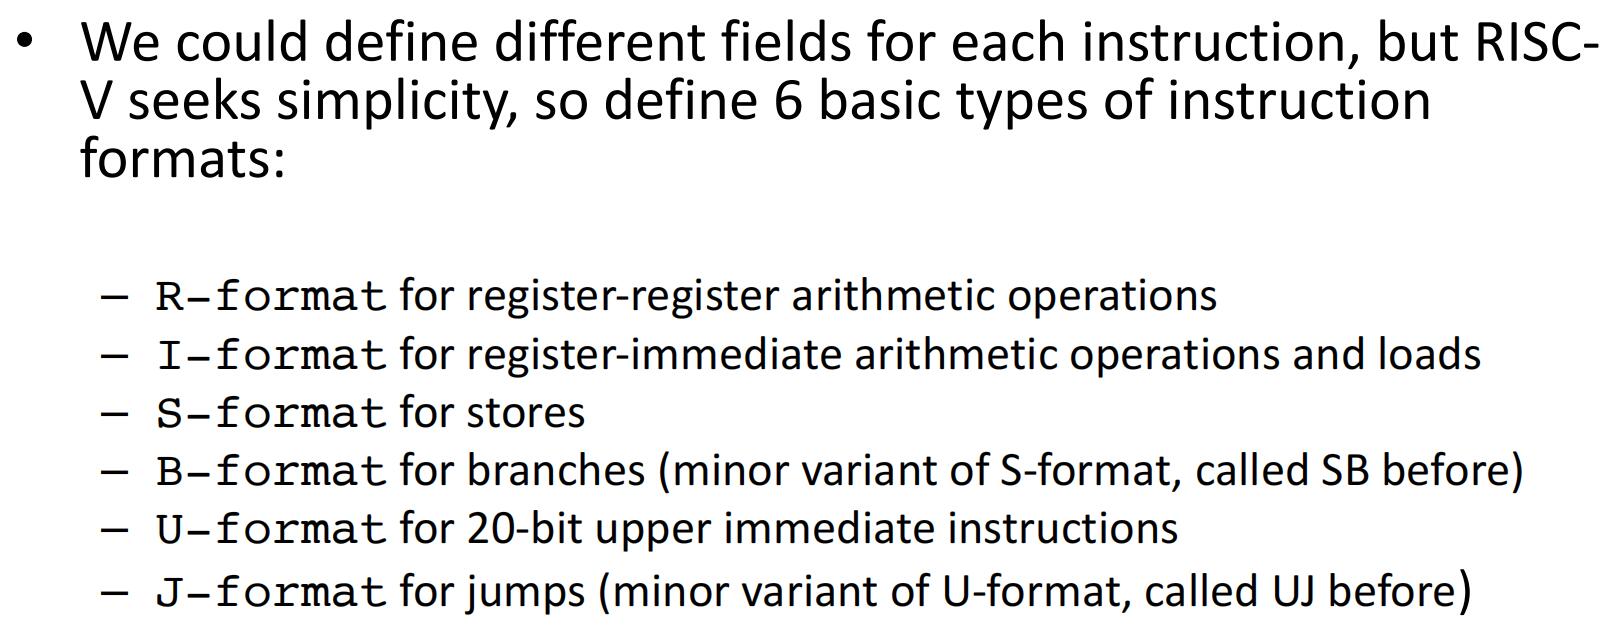 • We could define different fields for each instruction, but RISC-
V seeks simplicity, so define 6 basic types of instruction
formats:
– R-format for register-register arithmetic operations
– I-format for register-immediate arithmetic operations and loads
– S-format for stores
– B-format for branches (minor variant of S-format, called SB before)
– U-format for 20-bit upper immediate instructions
– J-format for jumps (minor variant of U-format, called UJ before)